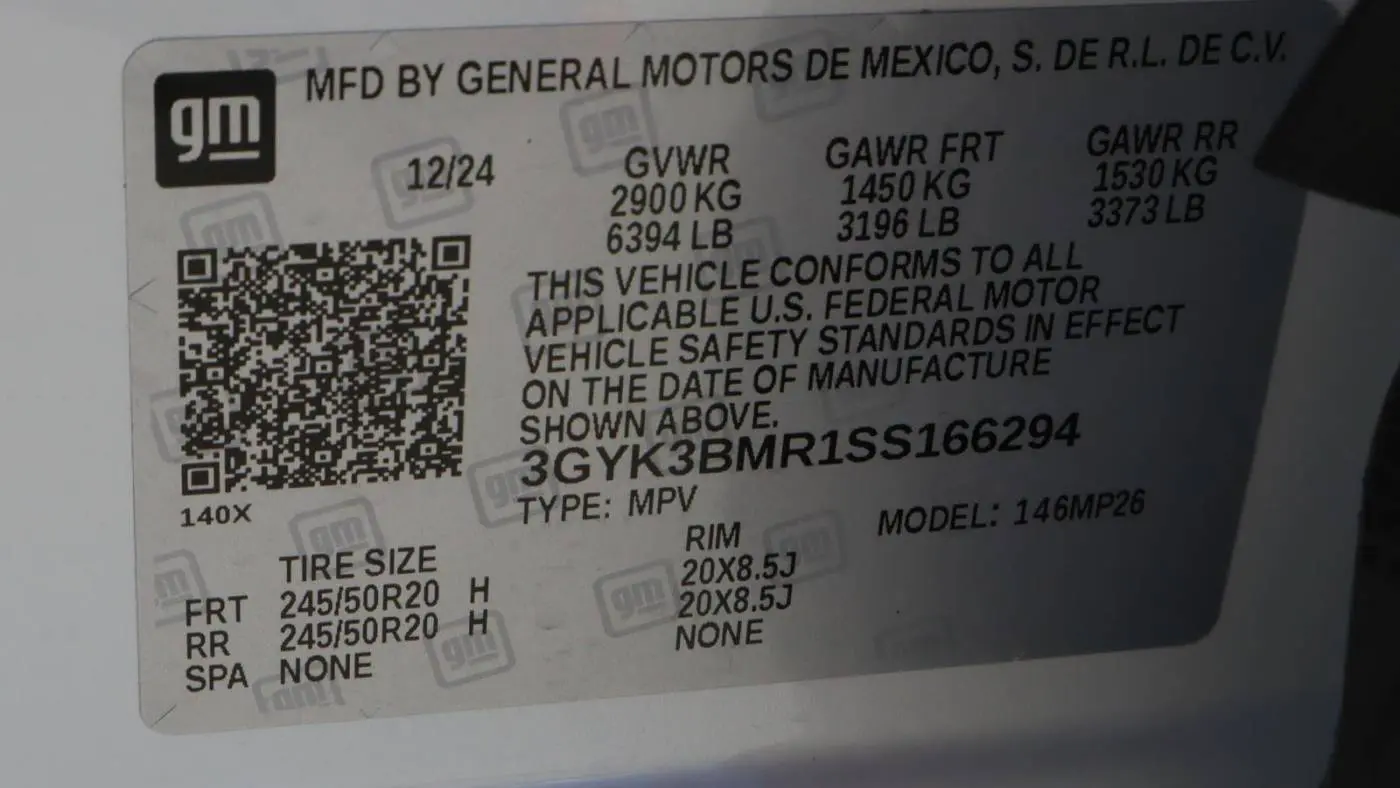 gm MFD BY GENERAL MOTORS DE MEXICO, S. DE R.L. DE C.V.
12/24 GVWR GAWR FRT GAWR RR
2900 KG 1450 KG 1530 KG
6394 LB 3196 LB 3373 LB
THIS VEHICLE CONFORMS TO ALL
APPLICABLE U.S. FEDERAL MOTOR
VEHICLE SAFETY STANDARDS IN EFFECT
ON THE DATE OF MANUFACTURE
SHOWN ABOVE.
3GYK3BMR1SS166294
140X TYPE: MPV MODEL: 146MP26
TIRE SIZE RIM
FRT 245/50R20 H 20X8.5J
RR 245/50R20 H 20X8.5J
SPA NONE NONE